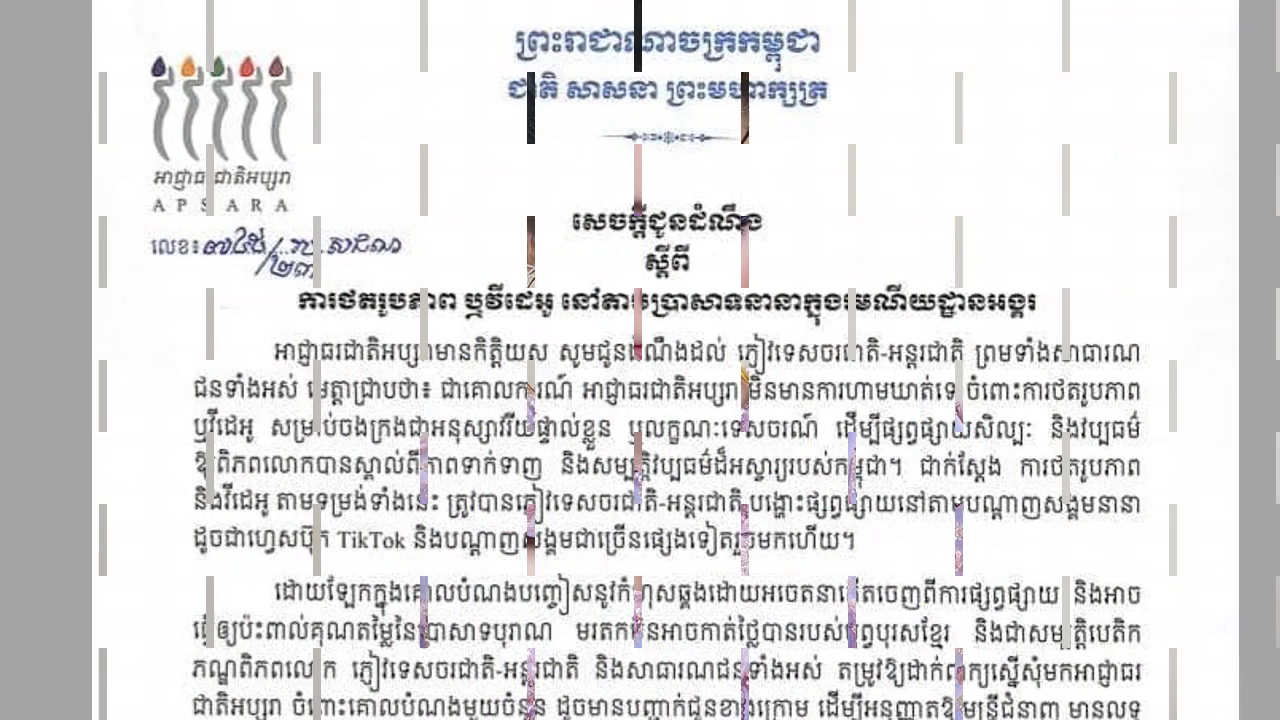 ព្រះរាជាណាចក្រកម្ពុជា
ជាតិ សាសនា ព្រះមហាក្សត្រ
អាជ្ញាធរជាតិអប្សរា
APSARA
លេខ៖
សេចក្តីជូនដំណឹង
ស្តីពី
ការថតរូបភាព ឬវីដេអូ នៅតាមប្រាសាទនានាក្នុងរមណីយដ្ឋានអង្គរ
អាជ្ញាធរជាតិអប្សរាមានកិត្តិយស សូមជូនដំណឹងដល់ ភ្ញៀវទេសចរជាតិ-អន្តរជាតិ ព្រមទាំងសាធារណ
ជនទាំងអស់ មេត្តាជ្រាបថា៖ ជាគោលការណ៍ អាជ្ញាធរជាតិអប្សរា មិនមានការហាមឃាត់ទេ ចំពោះការថតរូបភាព
ឬវីដេអូ សម្រាប់ចងក្រងជាអនុស្សាវរីយ៍ផ្ទាល់ខ្លួន ឬលក្ខណៈទេសចរណ៍ ដើម្បីផ្សព្វផ្សាយសិល្បៈ និងវប្បធម៌
ឱ្យពិភពលោកបានស្គាល់ពីភាពទាក់ទាញ និងសម្បត្តិវប្បធម៌ដ៏អស្ចារ្យរបស់កម្ពុជា។ ជាក់ស្តែង ការថតរូបភាព
និងវីដេអូ តាមទម្រង់ទាំងនេះ ត្រូវបានភ្ញៀវទេសចរជាតិ-អន្តរជាតិ បង្ហោះផ្សព្វផ្សាយនៅតាមបណ្តាញសង្គមនានា
ដូចជាហ្វេសប៊ុក TikTok និងបណ្តាញសង្គមជាច្រើនផ្សេងទៀតរួចមកហើយ។
ដោយឡែកក្នុងគោលបំណងបញ្ចៀសនូវកំហុសឆ្គងដោយអចេតនាកើតចេញពីការផ្សព្វផ្សាយ និងអាច
ធ្វើឲ្យប៉ះពាល់គុណតម្លៃនៃប្រាសាទបុរាណ មរតកមិនអាចកាត់ថ្លៃបានរបស់បុព្វបុរសខ្មែរ និងជាសម្បត្តិបេតិក
ភណ្ឌពិភពលោក ភ្ញៀវទេសចរជាតិ-អន្តរជាតិ និងសាធារណជនទាំងអស់ តម្រូវឱ្យដាក់ពាក្យស្នើសុំមកអាជ្ញាធរ
ជាតិអប្សរា ចំពោះគោលបំណងមួយចំនួន ដូចមានបញ្ជាក់ជូនខាងក្រោម ដើម្បីអនុញ្ញាតឱ្យមន្ត្រីជំនាញ មានលទ្ធ